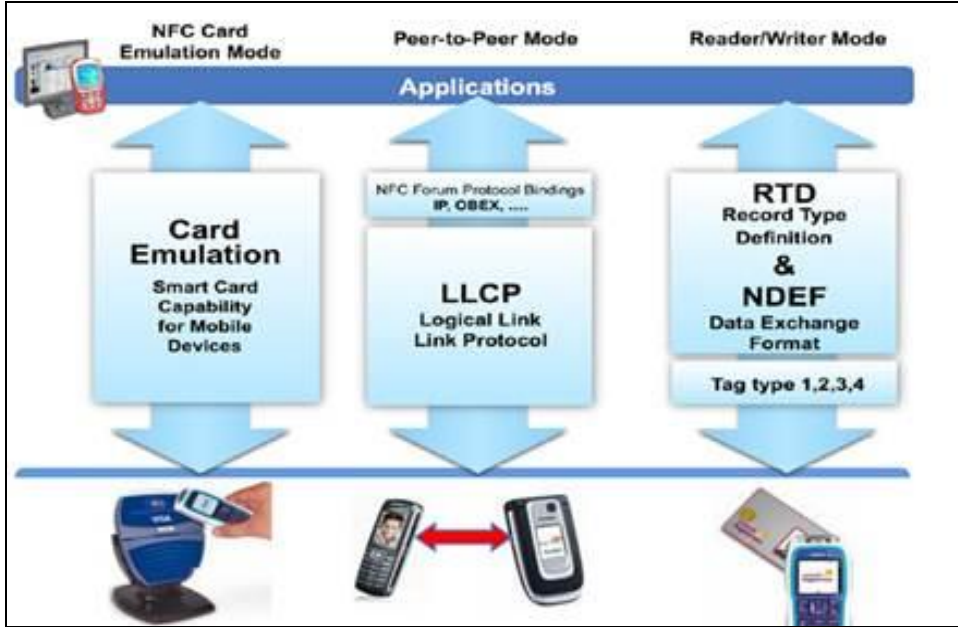 NFC Card
Emulation Mode
Peer-to-Peer Mode
Reader/Writer Mode
Applications
Card
Emulation
Smart Card
Capability
for Mobile
Devices
NFC Forum Protocol Bindings
IP, OBEX, ....
LLCP
Logical Link
Link Protocol
RTD
Record Type
Definition
&
NDEF
Data Exchange
Format
Tag type 1,2,3,4
VISA